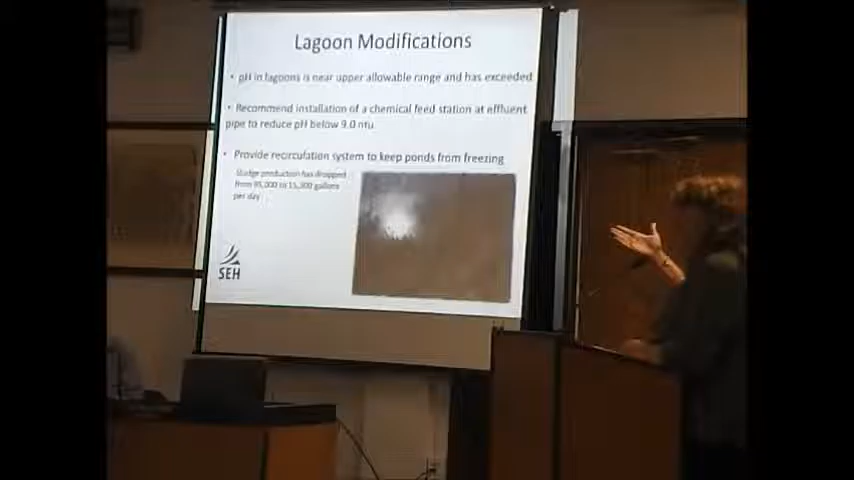 Lagoon Modifications
• pH in lagoons is near upper allowable range and has exceeded
• Recommend installation of a chemical feed station at effluent
pipe to reduce pH below 9.0 ntu
• Provide recirculation system to keep ponds from freezing
Sludge production has dropped
from 95,000 to 15,300 gallons
per day
SEH